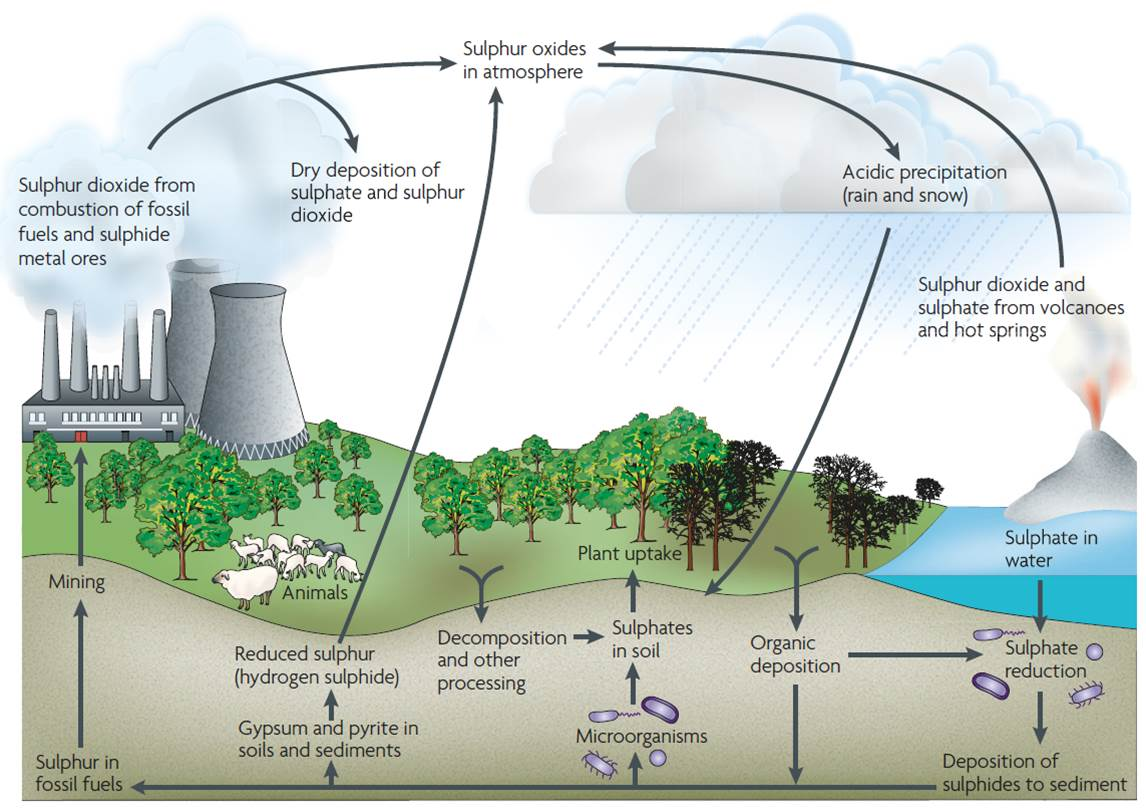 Sulphur oxides
in atmosphere
Dry deposition of
sulphate and sulphur
dioxide
Sulphur dioxide from
combustion of fossil
fuels and sulphide
metal ores
Acidic precipitation
(rain and snow)
Sulphur dioxide and
sulphate from volcanoes
and hot springs
Sulphate in
water
Plant uptake
Mining
Animals
Decomposition
and other
processing
Sulphates
in soil
Organic
deposition
Sulphate
reduction
Reduced sulphur
(hydrogen sulphide)
Gypsum and pyrite in
soils and sediments
Microorganisms
Sulphur in
fossil fuels
Deposition of
sulphides to sediment